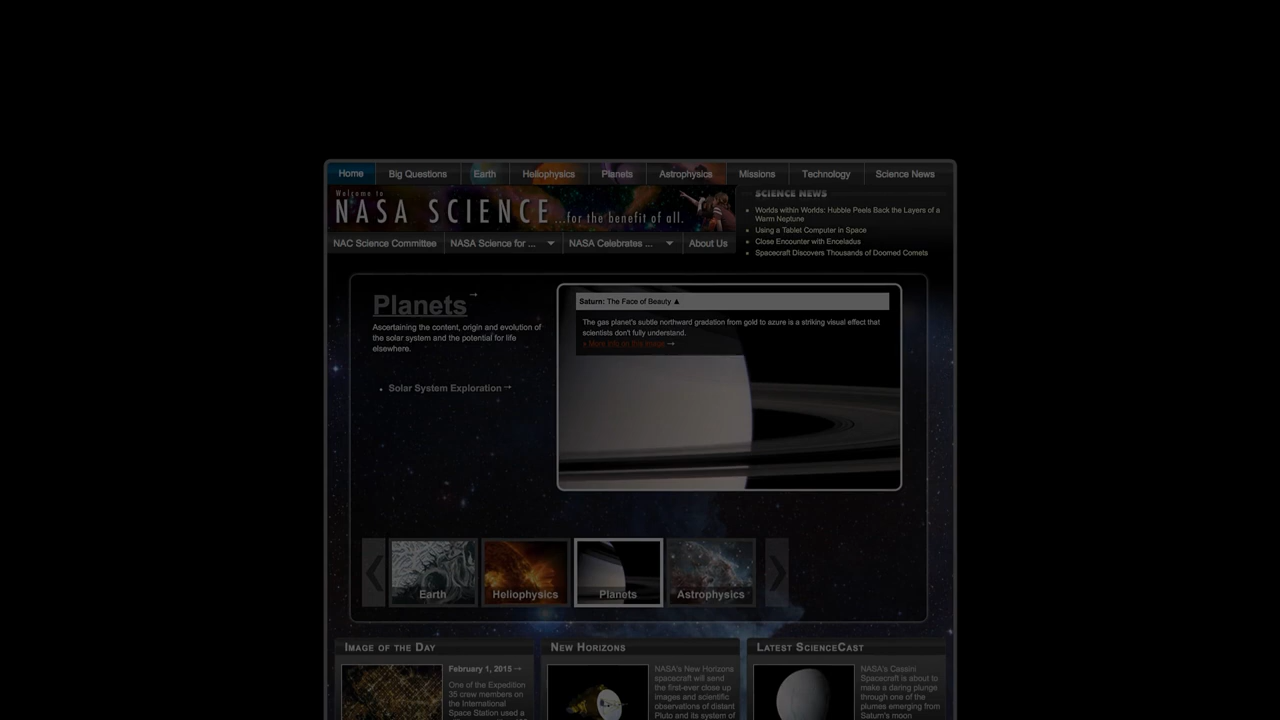 Home Big Questions Earth Heliophysics Planets Astrophysics Missions Technology Science News
Welcome to
NASA SCIENCE ...for the benefit of all.
NAC Science Committee NASA Science for ... NASA Celebrates ... About Us
SCIENCE NEWS
Worlds within Worlds: Hubble Peels Back the Layers of a
Warm Neptune
Using a Tablet Computer in Space
Close Encounter with Enceladus
Spacecraft Discovers Thousands of Doomed Comets
Planets
Ascertaining the content, origin and evolution of
the solar system and the potential for life
elsewhere.
Solar System Exploration
Saturn: The Face of Beauty
The gas planet's subtle northward gradation from gold to azure is a striking visual effect that
scientists don't fully understand.
» More info on this image
Earth Heliophysics Planets Astrophysics
IMAGE OF THE DAY
February 1, 2015
One of the Expedition
35 crew members on
the International
Space Station used a
NEW HORIZONS
NASA's New Horizons
spacecraft will send
the first-ever close up
images and scientific
observations of distant
Pluto and its system of
LATEST SCIENCECAST
NASA's Cassini
Spacecraft is about to
make a daring plunge
through one of the
plumes emerging from
Saturn's moon